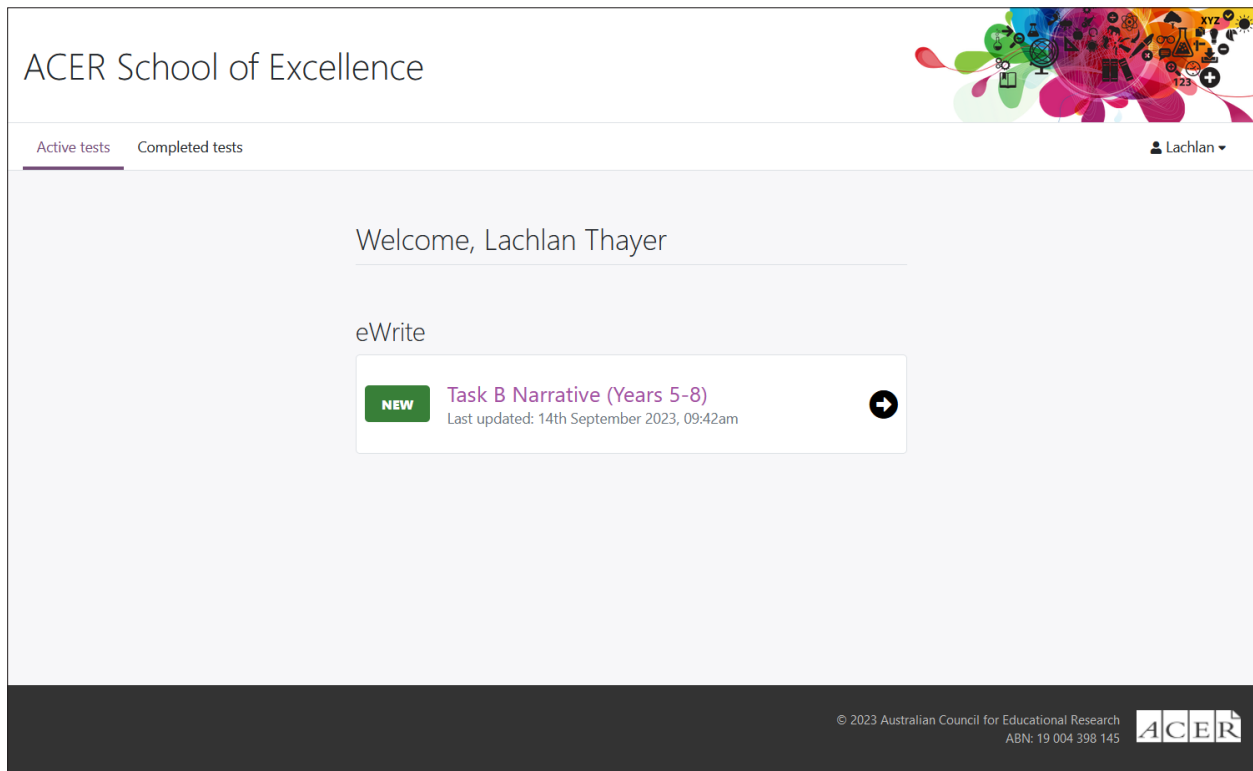 ACER School of Excellence
XYZ
123
Active tests
Completed tests
Lachlan
Welcome, Lachlan Thayer
eWrite
NEW
Task B Narrative (Years 5-8)
Last updated: 14th September 2023, 09:42am
© 2023 Australian Council for Educational Research
ABN: 19 004 398 145
ACER